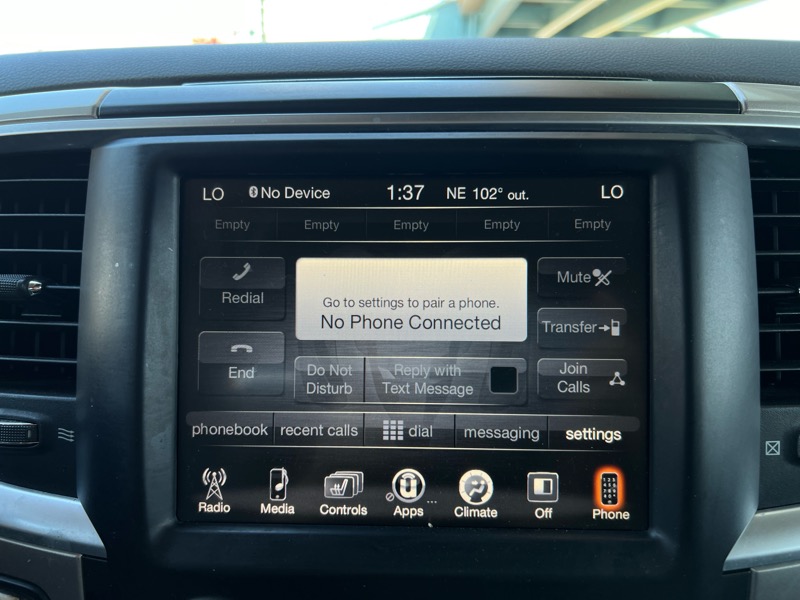 LO No Device 1:37 NE 102° out. LO
Empty Empty Empty Empty Empty
Redial
Go to settings to pair a phone.
No Phone Connected
Mute
Transfer
End
Do Not
Disturb
Reply with
Text Message
Join
Calls
phonebook recent calls dial messaging settings
Radio Media Controls Apps Climate Off Phone